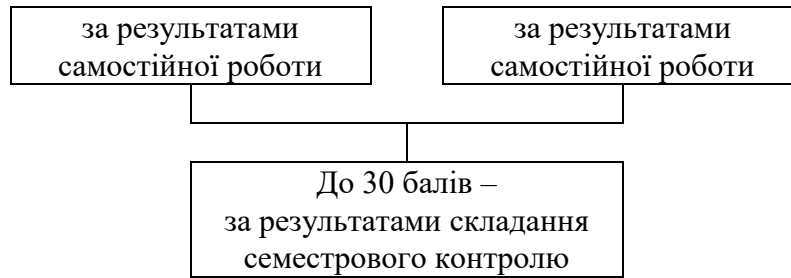 за результатами
самостійної роботи
за результатами
самостійної роботи
До 30 балів –
за результатами складання
семестрового контролю